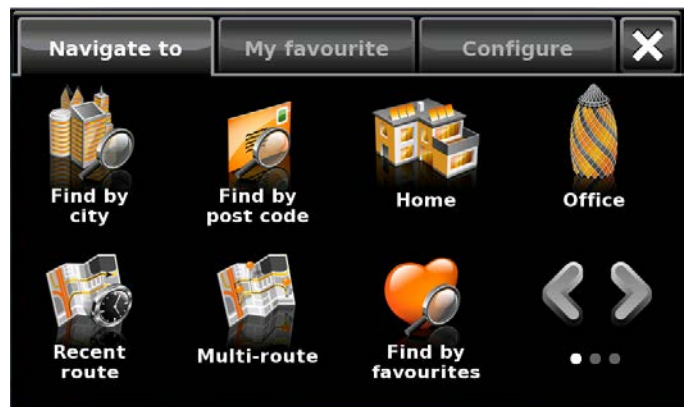 Navigate to
My favourite
Configure
Find by
city
Find by
post code
Home
Office
Recent
route
Multi-route
Find by
favourites